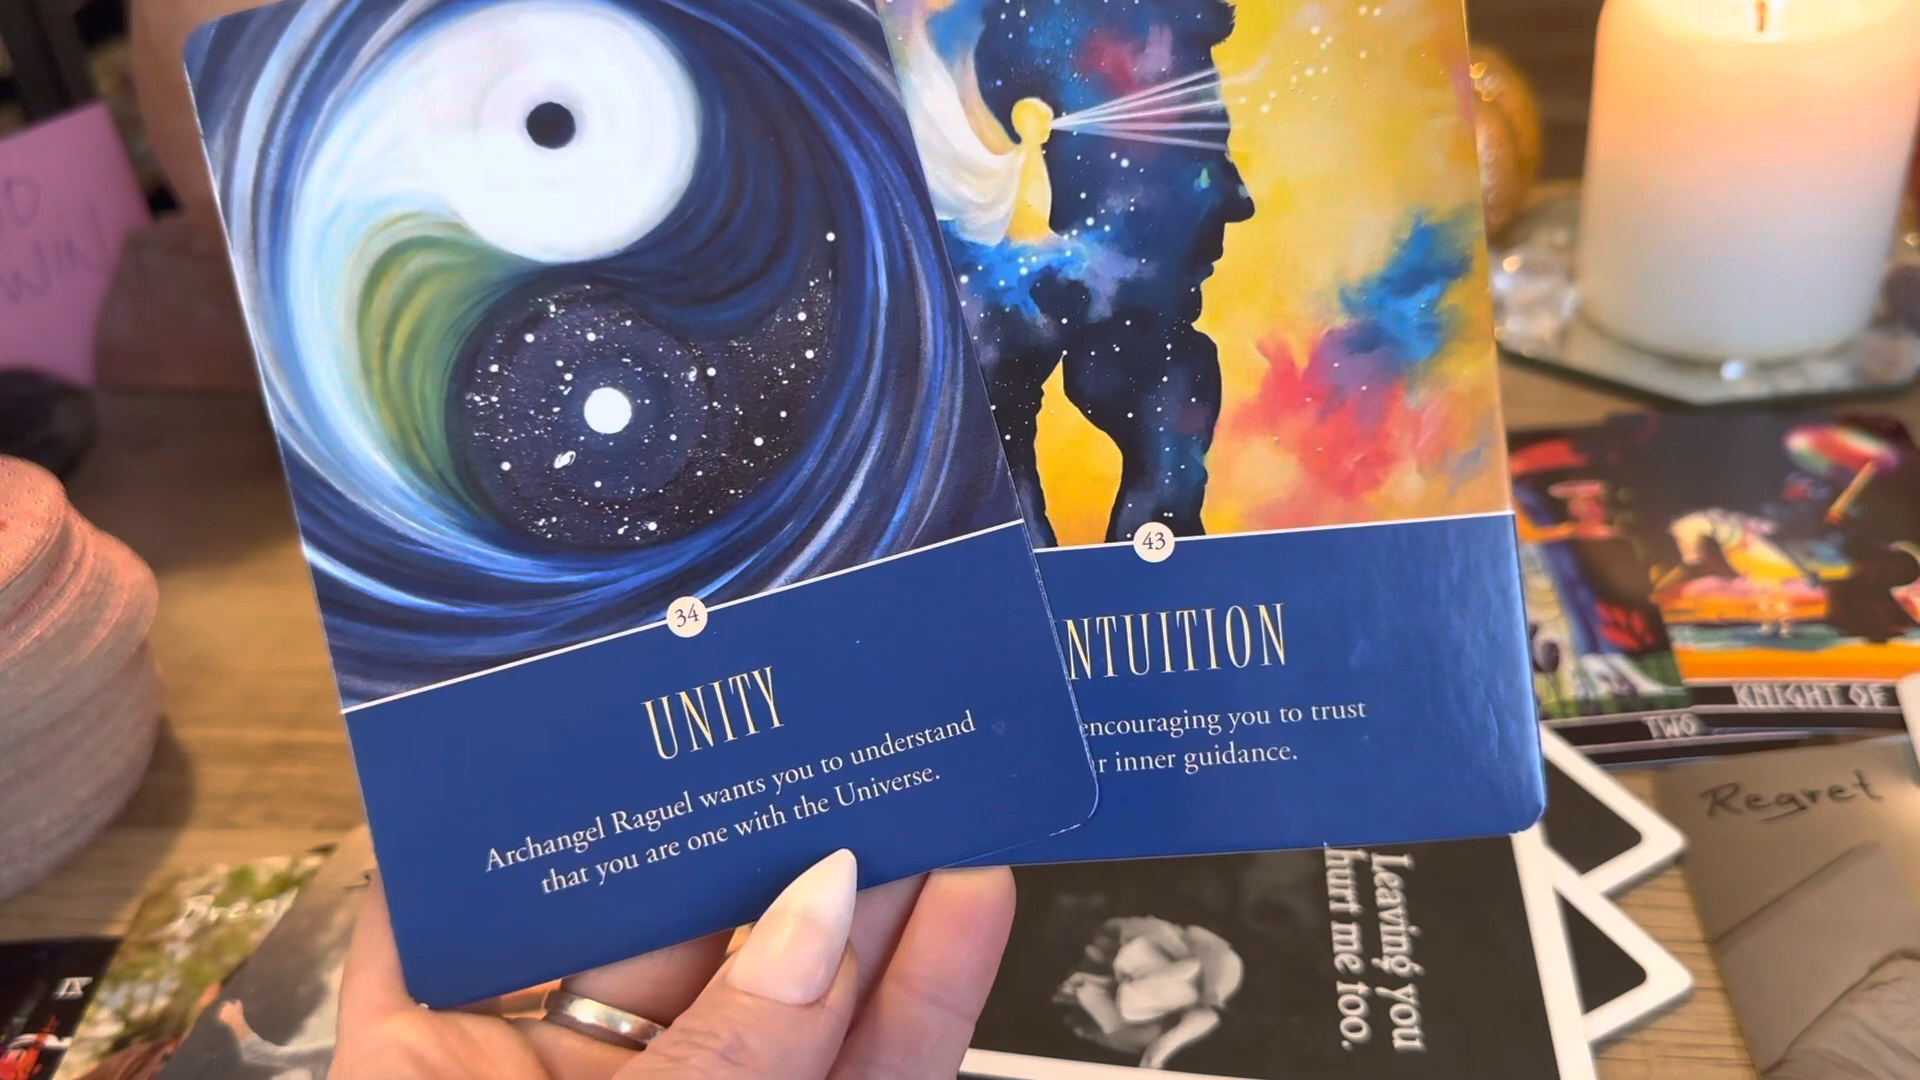 34
UNITY
Archangel Raguel wants you to understand
that you are one with the Universe.
43
NTUITION
encouraging you to trust
r inner guidance.
TWO
KNIGHT OF
Regret
Leaving you
hurt me too.
IX